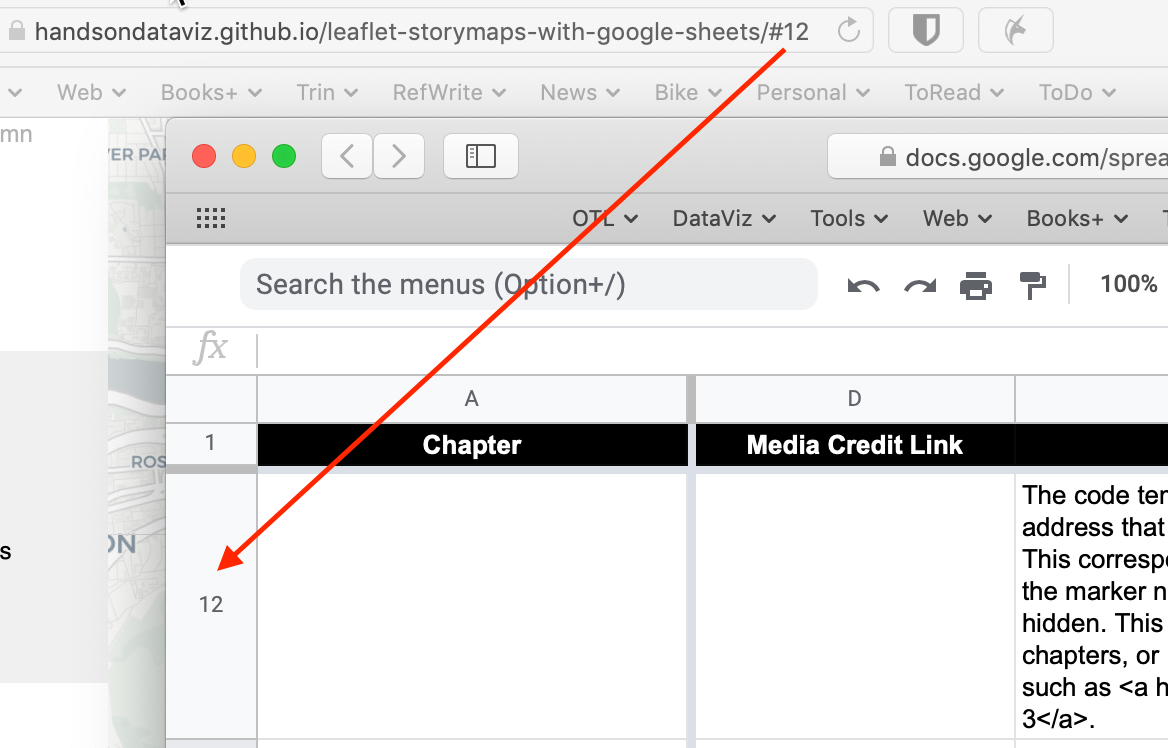 handsondataviz.github.io/leaflet-storymaps-with-google-sheets/#12
Web Books+ Trin RefWrite News Bike Personal ToRead ToDo
mn
ER PA
docs.google.com/sprea
OTL DataViz Tools Web Books+
Search the menus (Option+/)
100%
fx
A D
1 Chapter Media Credit Link
ROS
ON
s
12
The code ter
address that
This correspo
the marker n
hidden. This
chapters, or
such as <a h
3</a>.